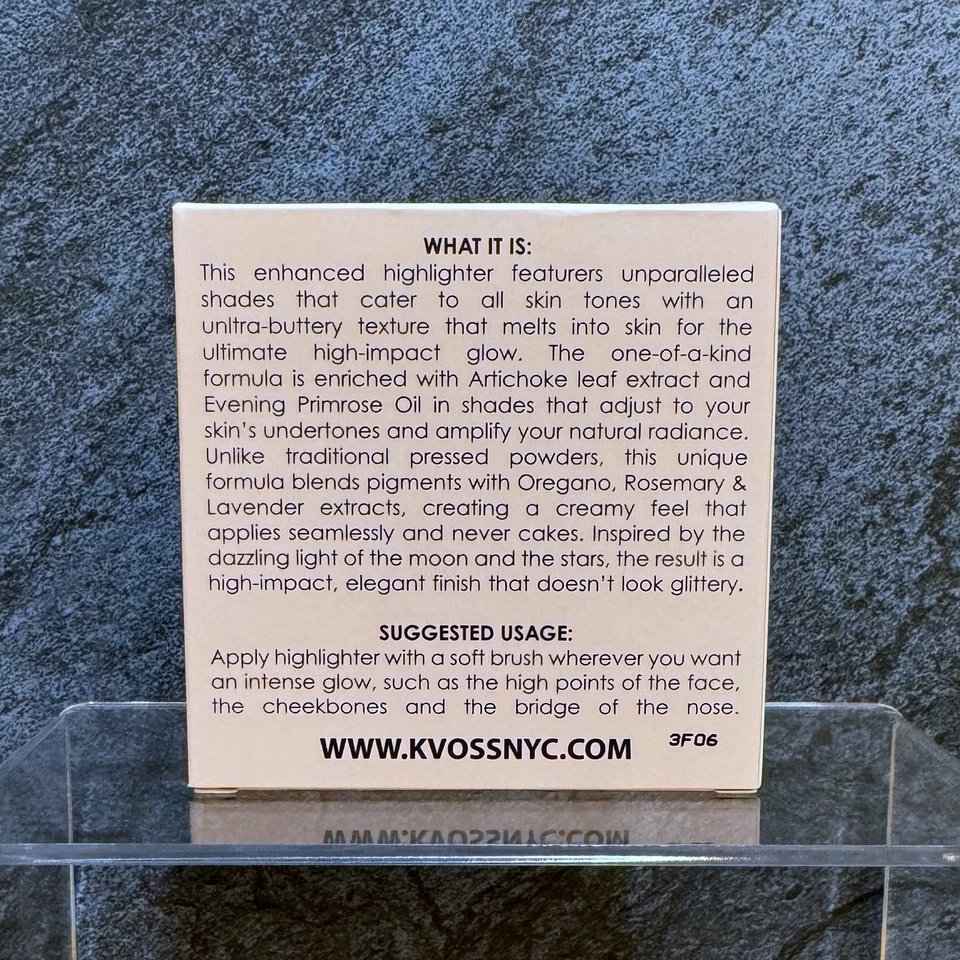 WHAT IT IS:
This enhanced highlighter featurers unparalleled
shades that cater to all skin tones with an
unltra-buttery texture that melts into skin for the
ultimate high-impact glow. The one-of-a-kind
formula is enriched with Artichoke leaf extract and
Evening Primrose Oil in shades that adjust to your
skin's undertones and amplify your natural radiance.
Unlike traditional pressed powders, this unique
formula blends pigments with Oregano, Rosemary &
Lavender extracts, creating a creamy feel that
applies seamlessly and never cakes. Inspired by the
dazzling light of the moon and the stars, the result is a
high-impact, elegant finish that doesn't look glittery.
SUGGESTED USAGE:
Apply highlighter with a soft brush wherever you want
an intense glow, such as the high points of the face,
the cheekbones and the bridge of the nose.
WWW.KVOSSNYC.COM
3F06